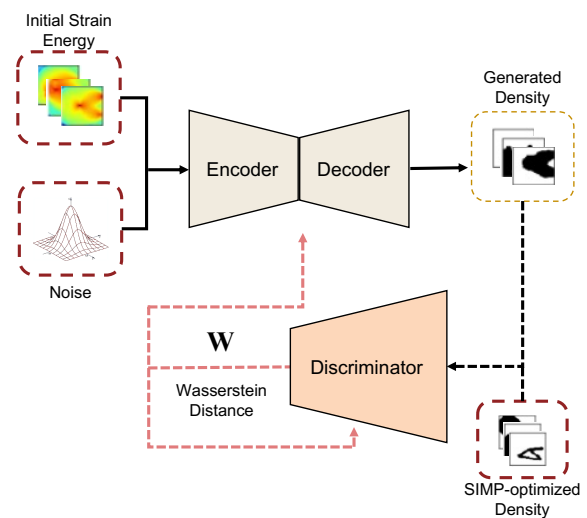 Initial Strain
Energy
Noise
Encoder
Decoder
Generated
Density
W
Wasserstein
Distance
Discriminator
SIMP-optimized
Density